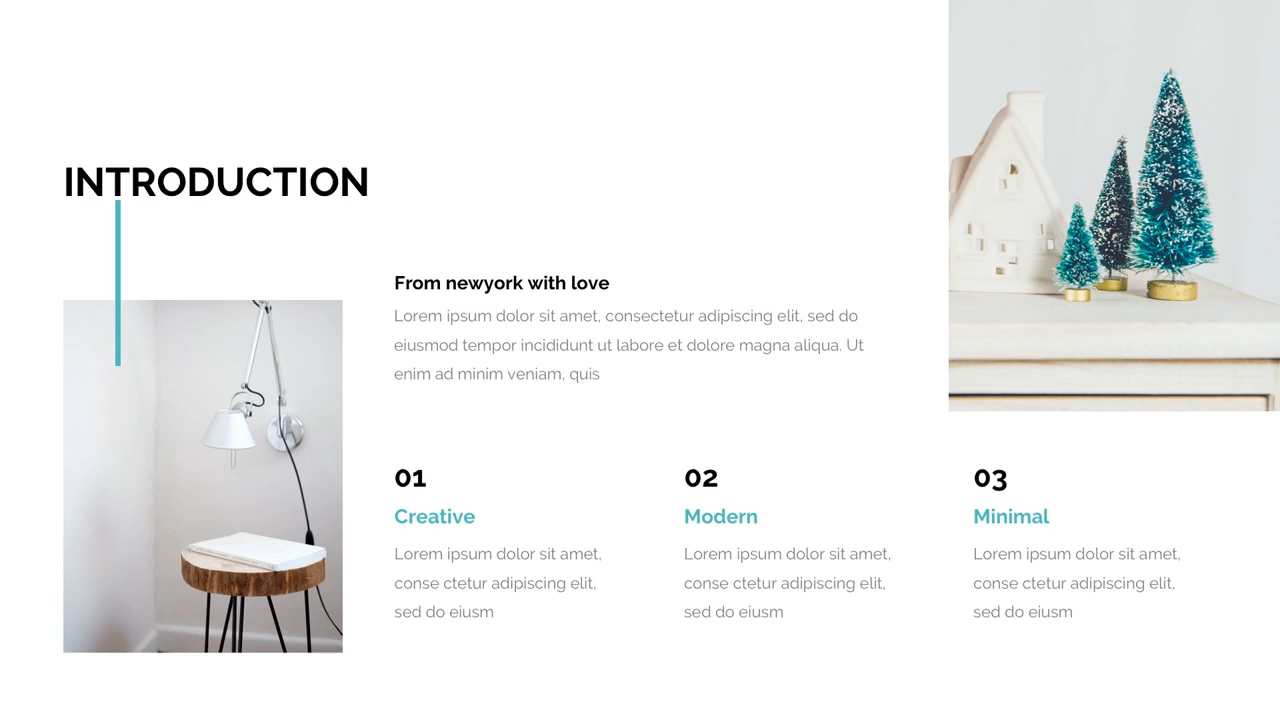 INTRODUCTION
From newyork with love
Lorem ipsum dolor sit amet, consectetur adipiscing elit, sed do
eiusmod tempor incididunt ut labore et dolore magna aliqua. Ut
enim ad minim veniam, quis
01
Creative
Lorem ipsum dolor sit amet,
conse ctetur adipiscing elit,
sed do eiusm
02
Modern
Lorem ipsum dolor sit amet,
conse ctetur adipiscing elit,
sed do eiusm
03
Minimal
Lorem ipsum dolor sit amet,
conse ctetur adipiscing elit,
sed do eiusm